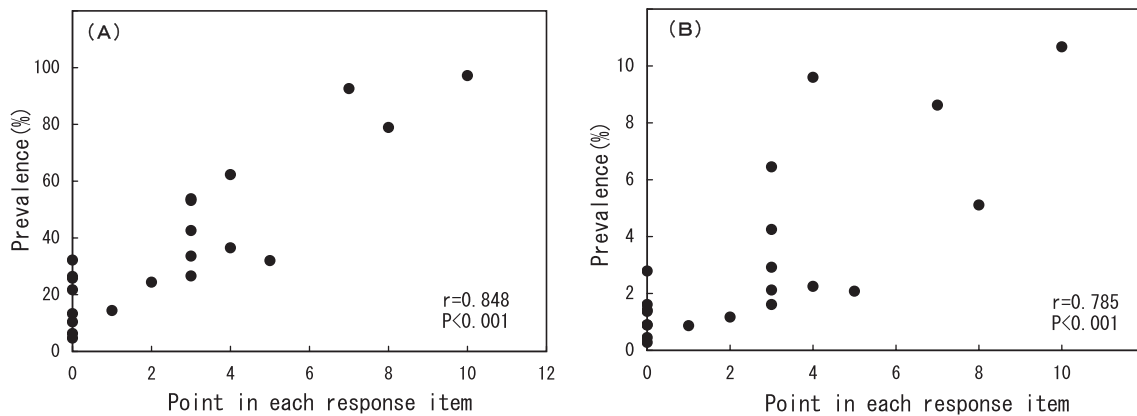 (A)
Prevalence(%)
100
80
60
40
20
0
r=0.848
P<0.001
0 2 4 6 8 10 12
Point in each response item
(B)
Prevalence(%)
10
8
6
4
2
0
r=0.785
P<0.001
0 2 4 6 8 10
Point in each response item